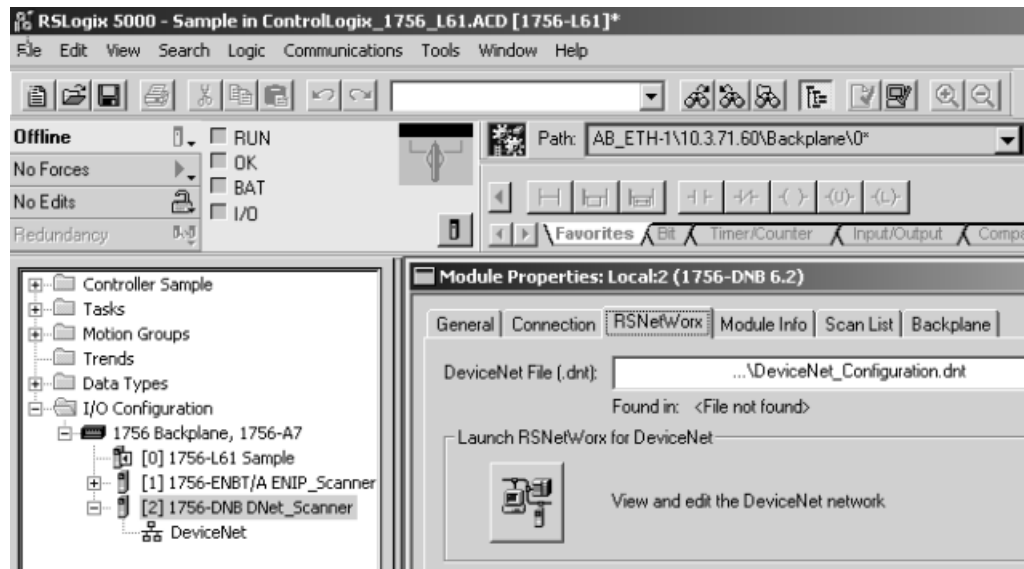 RSLogix 5000 - Sample in ControlLogix_1756_L61.ACD [1756-L61]*
File Edit View Search Logic Communications Tools Window Help
Offline
RUN
No Forces
OK
No Edits
BAT
Redundancy
I/O
Path: AB_ETH-1\10.3.71.60\Backplane\0*
Favorites Bit Timer/Counter Input/Output Compa
Controller Sample
Tasks
Motion Groups
Trends
Data Types
I/O Configuration
1756 Backplane, 1756-A7
[0] 1756-L61 Sample
[1] 1756-ENBT/A ENIP_Scanner
[2] 1756-DNB DNet_Scanner
DeviceNet
Module Properties: Local:2 (1756-DNB 6.2)
General Connection RSNetWorx Module Info Scan List Backplane
DeviceNet File (.dnt): ...\DeviceNet_Configuration.dnt
Found in: <File not found>
Launch RSNetWorx for DeviceNet
View and edit the DeviceNet network